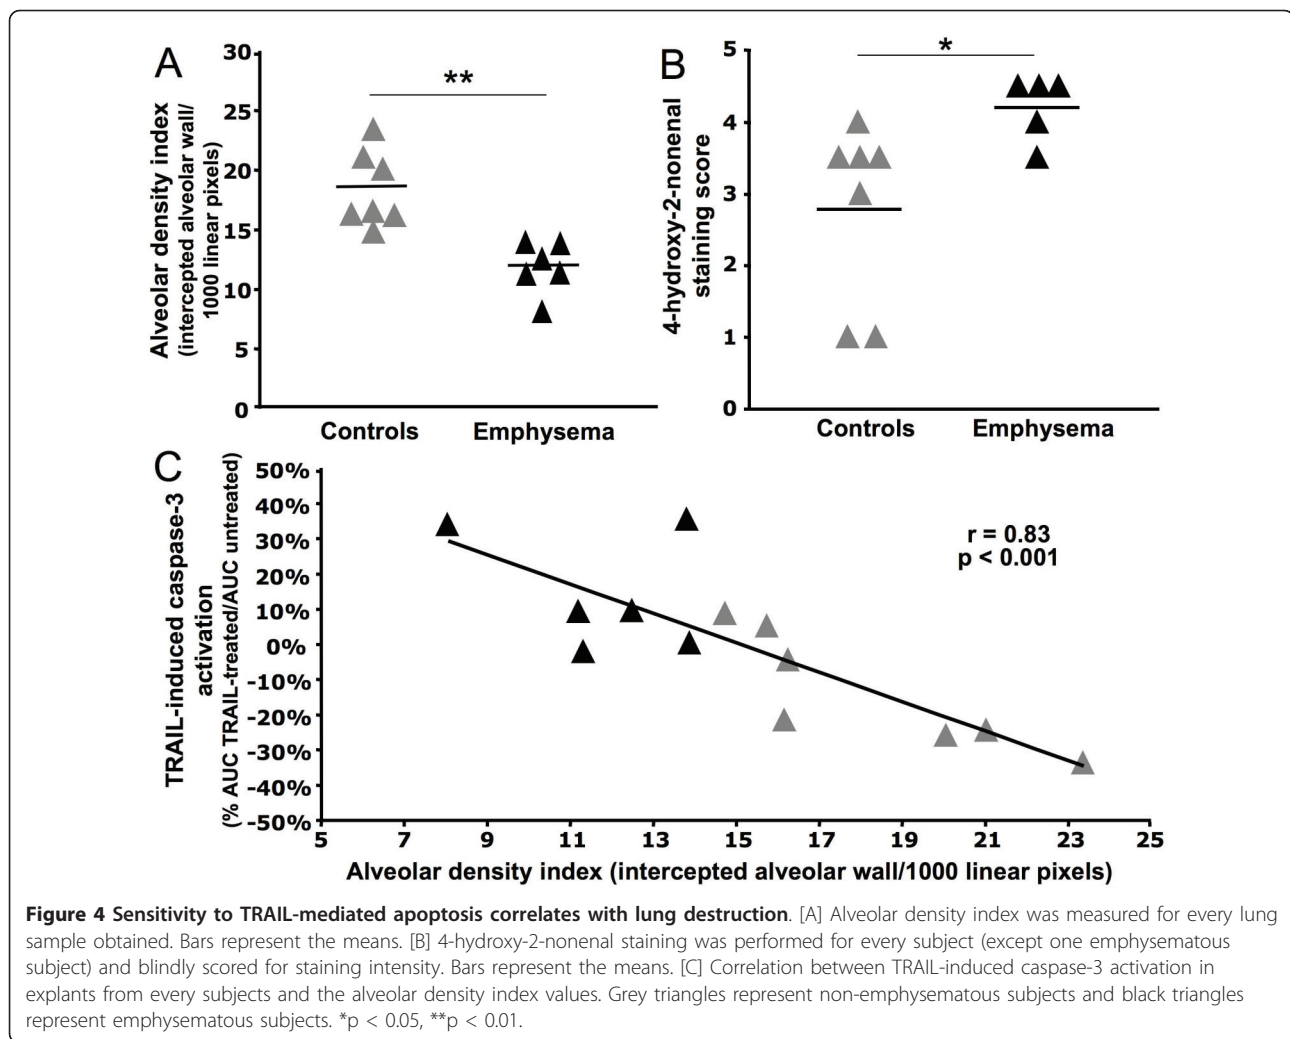 A
Alveolar density index
(intercepted alveolar wall/
1000 linear pixels)
30
25
20
15
10
5
0
**
Controls Emphysema
B
4-hydroxy-2-nonenal
staining score
5
4
3
2
1
0
*
Controls Emphysema
C
TRAIL-induced caspase-3
activation
(% AUC TRAIL-treated/AUC untreated)
50%
40%
30%
20%
10%
0%
-10%
-20%
-30%
-40%
-50%
r = 0.83
p < 0.001
5 7 9 11 13 15 17 19 21 23 25
Alveolar density index (intercepted alveolar wall/1000 linear pixels)
Figure 4 Sensitivity to TRAIL-mediated apoptosis correlates with lung destruction. [A] Alveolar density index was measured for every lung
sample obtained. Bars represent the means. [B] 4-hydroxy-2-nonenal staining was performed for every subject (except one emphysematous
subject) and blindly scored for staining intensity. Bars represent the means. [C] Correlation between TRAIL-induced caspase-3 activation in
explants from every subjects and the alveolar density index values. Grey triangles represent non-emphysematous subjects and black triangles
represent emphysematous subjects. *p < 0.05, **p < 0.01.